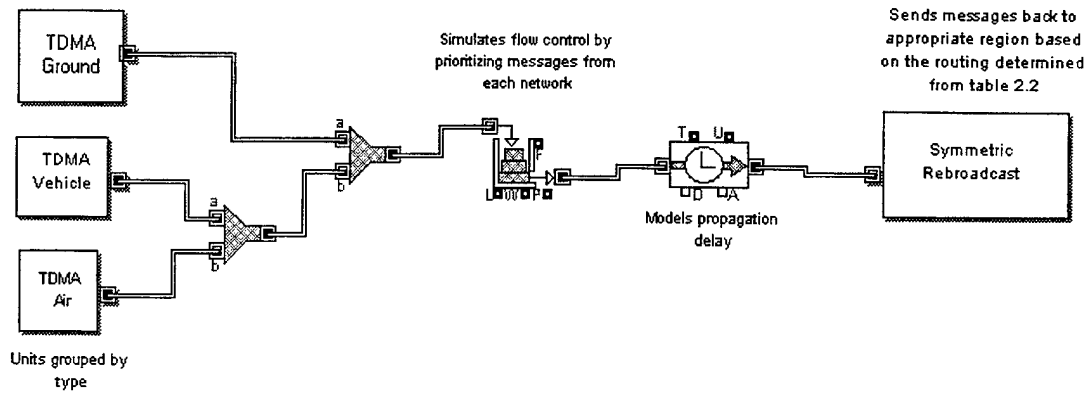 TDMA
Ground
TDMA
Vehicle
TDMA
Air
Units grouped by
type
a
b
a
b
Simulates flow control by
prioritizing messages from
each network
F
L W P
T U
D A
Models propagation
delay
Sends messages back to
appropriate region based
on the routing determined
from table 2.2
Symmetric
Rebroadcast